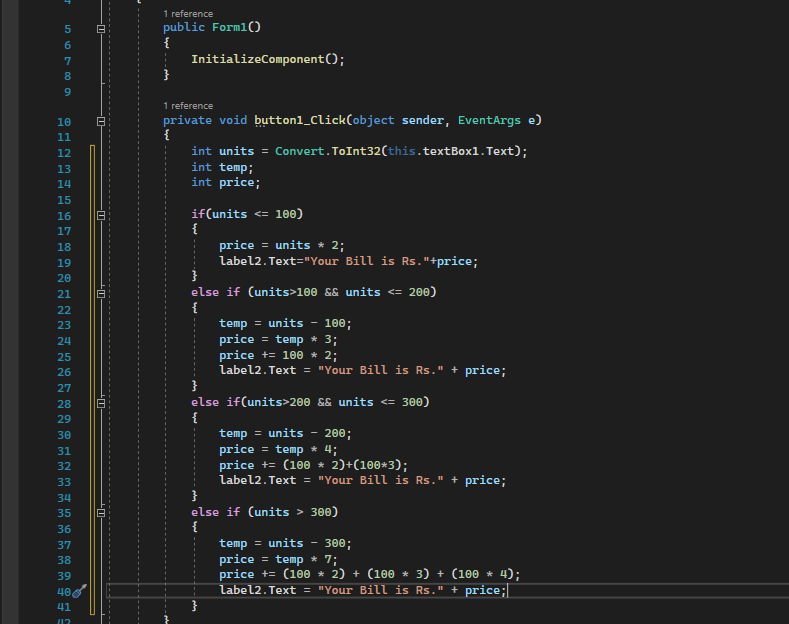 4 {
1 reference
5 public Form1()
6 {
7 InitializeComponent();
8 }
9
1 reference
10 private void button1_Click(object sender, EventArgs e)
11 {
12 int units = Convert.ToInt32(this.textBox1.Text);
13 int temp;
14 int price;
15
16 if(units <= 100)
17 {
18 price = units * 2;
19 label2.Text="Your Bill is Rs."+price;
20 }
21 else if (units>100 && units <= 200)
22 {
23 temp = units - 100;
24 price = temp * 3;
25 price += 100 * 2;
26 label2.Text = "Your Bill is Rs." + price;
27 }
28 else if(units>200 && units <= 300)
29 {
30 temp = units - 200;
31 price = temp * 4;
32 price += (100 * 2)+(100*3);
33 label2.Text = "Your Bill is Rs." + price;
34 }
35 else if (units > 300)
36 {
37 temp = units - 300;
38 price = temp * 7;
39 price += (100 * 2) + (100 * 3) + (100 * 4);
40 label2.Text = "Your Bill is Rs." + price;
41 }
42 }